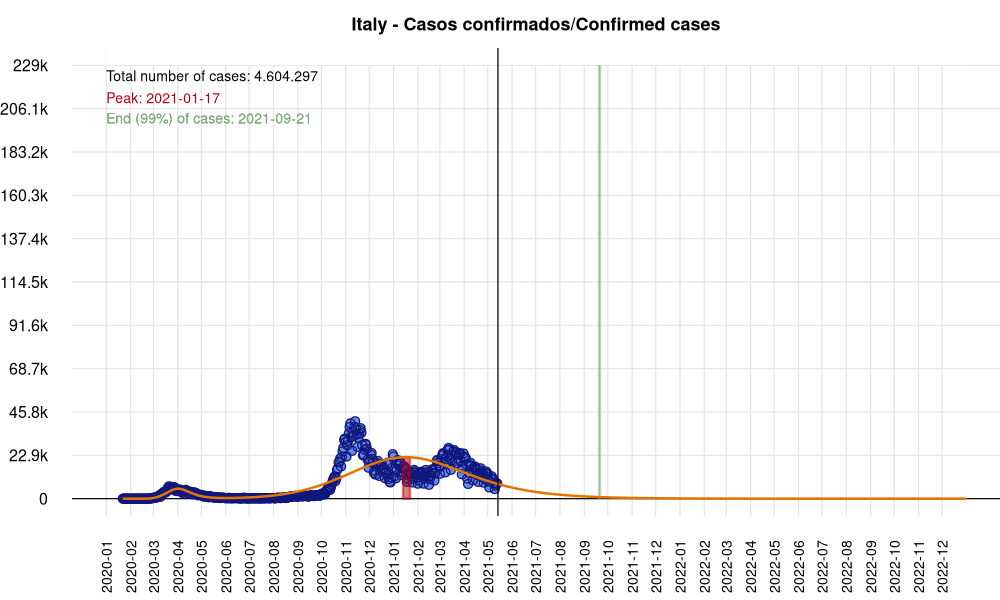 Italy - Casos confirmados/Confirmed cases
Total number of cases: 4.604.297
Peak: 2021-01-17
End (99%) of cases: 2021-09-21
229k
206.1k
183.2k
160.3k
137.4k
114.5k
91.6k
68.7k
45.8k
22.9k
0
2020-01
2020-02
2020-03
2020-04
2020-05
2020-06
2020-07
2020-08
2020-09
2020-10
2020-11
2020-12
2021-01
2021-02
2021-03
2021-04
2021-05
2021-06
2021-07
2021-08
2021-09
2021-10
2021-11
2021-12
2022-01
2022-02
2022-03
2022-04
2022-05
2022-06
2022-07
2022-08
2022-09
2022-10
2022-11
2022-12